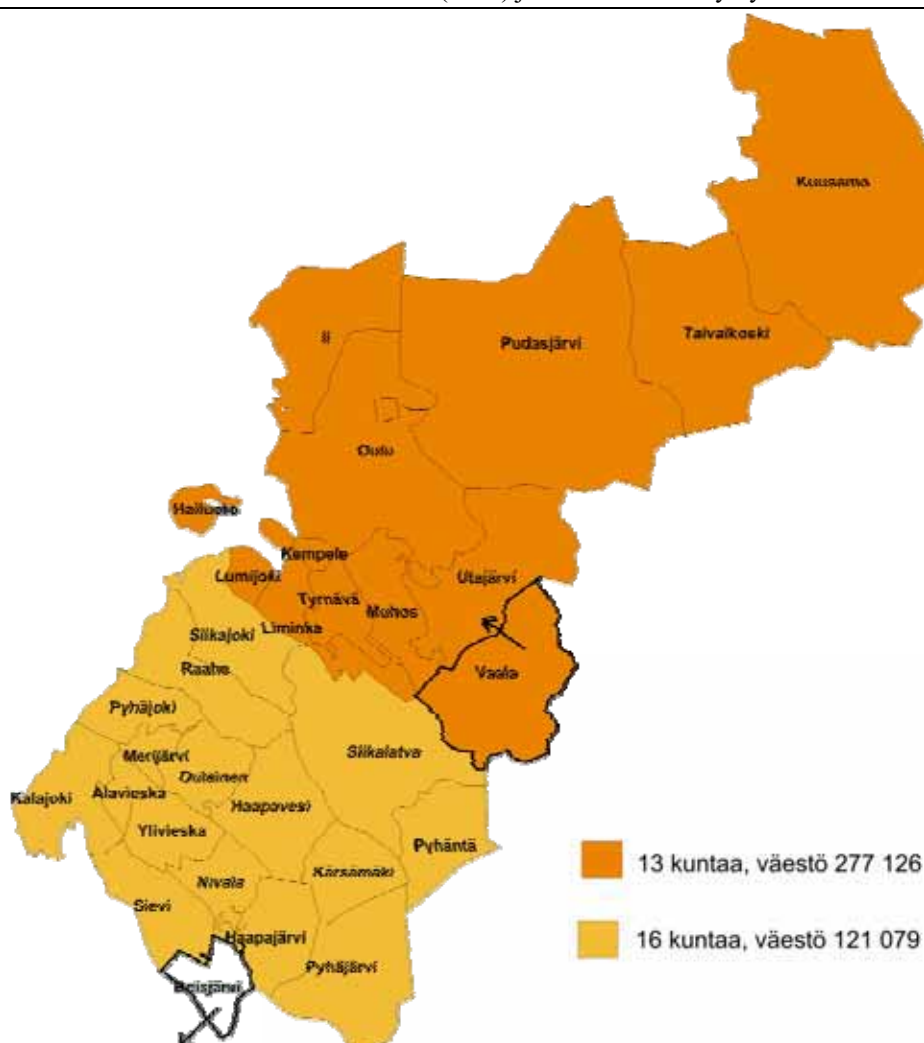 Kuusamo
Ii
Pudasjärvi
Taivalkoski
Oulu
Hailuoto
Kempele
Lumijoki
Utajärvi
Tyrnävä
Muhos
Liminka
Siikajoki
Vaala
Raahe
Pyhäjoki
Siikalatva
Merijärvi
Oulainen
Alavieska
Kalajoki
Haapavesi
Ylivieska
Pyhäntä
13 kuntaa, väestö 277 126
Kärsämäki
Nivala
Sievi
Haapajärvi
16 kuntaa, väestö 121 079
Pyhäjärvi
Reisjärvi